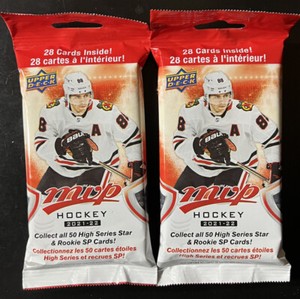 28 Cards Inside!
28 cartes à l'intérieur!
UPPER DECK
88
A
mvp
HOCKEY
2021-22
Collect all 50 High Series Star
& Rookie SP Cards!
Collectionnez les 50 cartes étoiles
High Series et recrues SP!
28 Cards Inside!
28 cartes à l'intérieur!
UPPER DECK
88
A
mvp
HOCKEY
2021-22
Collect all 50 High Series Star
& Rookie SP Cards!
Collectionnez les 50 cartes étoiles
High Series et recrues SP!